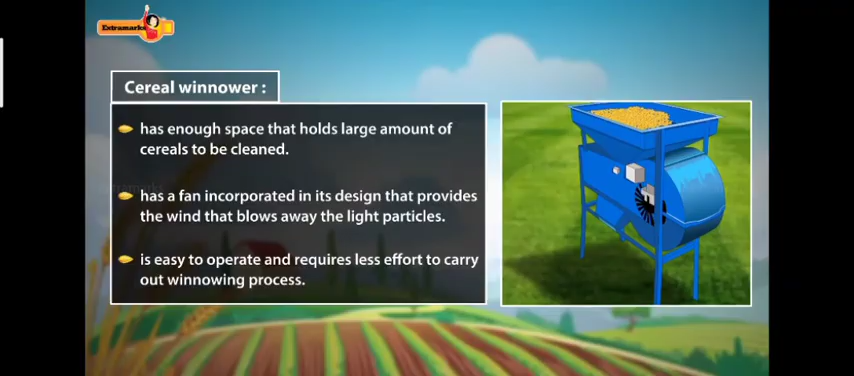 Extramarks
Cereal winnower :
has enough space that holds large amount of
cereals to be cleaned.
has a fan incorporated in its design that provides
the wind that blows away the light particles.
is easy to operate and requires less effort to carry
out winnowing process.